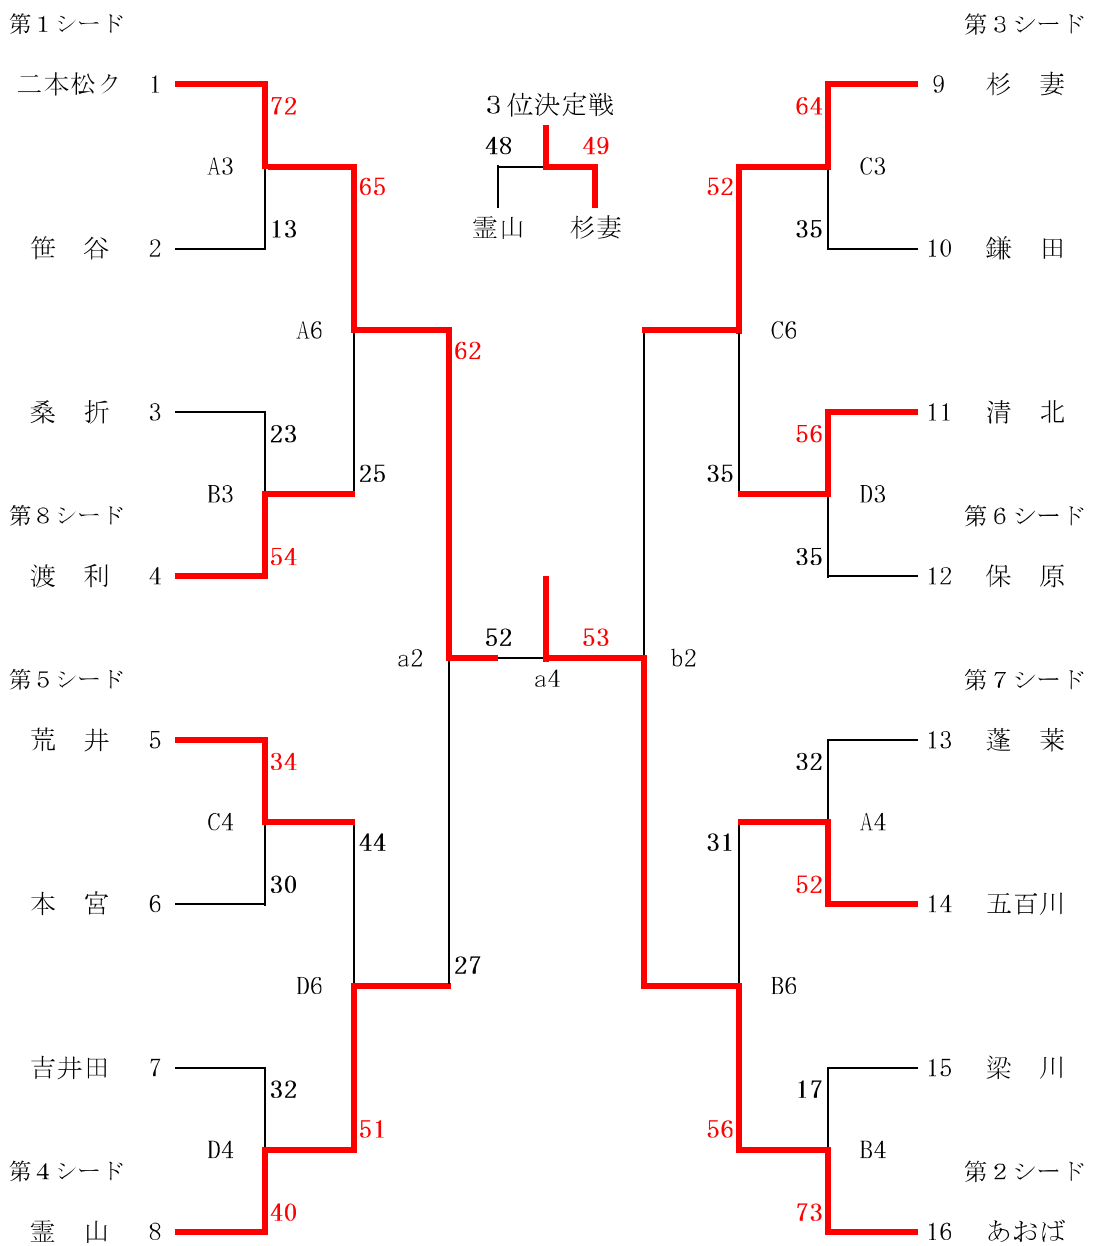 第１シード
第３シード
二本松ク 1
72
３位決定戦
48 49
64
9 杉 妻
A3
65
52
C3
霊山 杉妻
13
35
笹 谷 2
10 鎌 田
A6
62
C6
桑 折 3
23
25
35
56
11 清 北
B3
D3
第８シード
第６シード
54
35
渡 利 4
12 保 原
52 53
a2
b2
a4
第５シード
第７シード
荒 井 5
34
32
13 蓬 莱
C4
44
31
A4
30
52
本 宮 6
14 五百川
27
D6
B6
吉井田 7
32
17
15 梁 川
51
56
D4
B4
第４シード
第２シード
40
73
霊 山 8
16 あおば